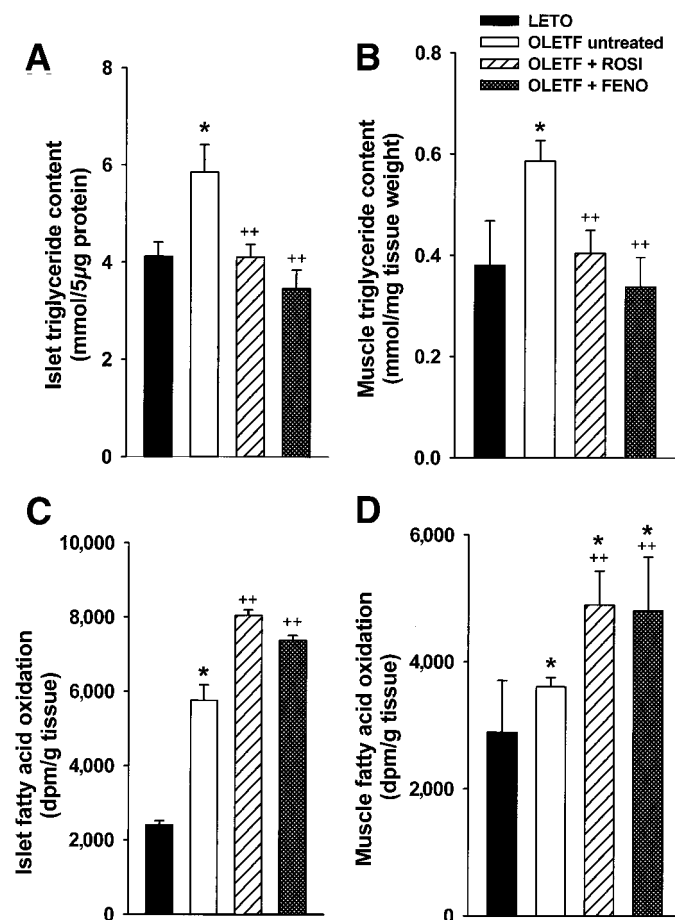 LETO
OLETF untreated
OLETF + ROSI
OLETF + FENO
A
Islet triglyceride content
(mmol/5µg protein)
8
6
4
2
0
*
++
++
B
Muscle triglyceride content
(mmol/mg tissue weight)
0.8
0.6
0.4
0.2
0.0
*
++
++
C
Islet fatty acid oxidation
(dpm/g tissue)
10,000
8,000
6,000
4,000
2,000
0
*
++
++
D
Muscle fatty acid oxidation
(dpm/g tissue)
6,000
4,000
2,000
0
*
*
++
*
++